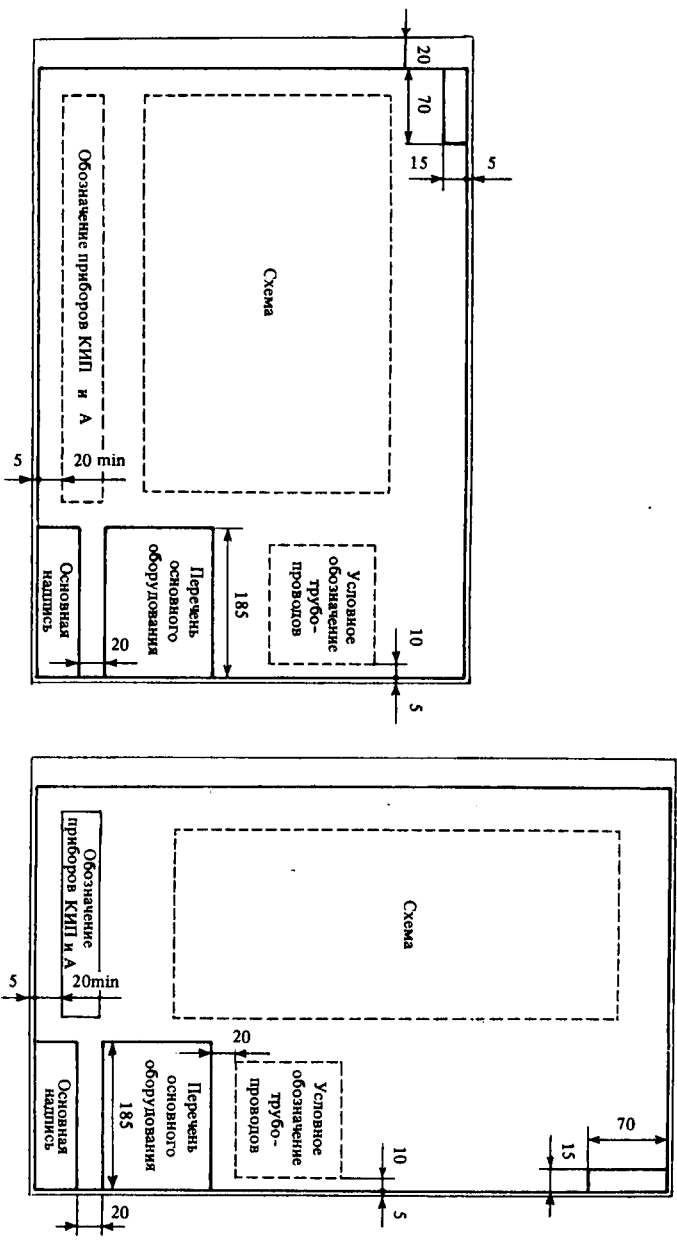 20
70
15
5
Схема
Обозначение приборов КИП и А
5
20 min
Условное
обозначение
трубо-
проводов
10
5
185
Перечень
основного
оборудования
20
Основная
надпись
70
15
Схема
Обозначение
приборов КИП и А
5
20min
20
Условное
обозначение
трубо-
проводов
10
5
Перечень
основного
оборудования
185
20
Основная
надпись